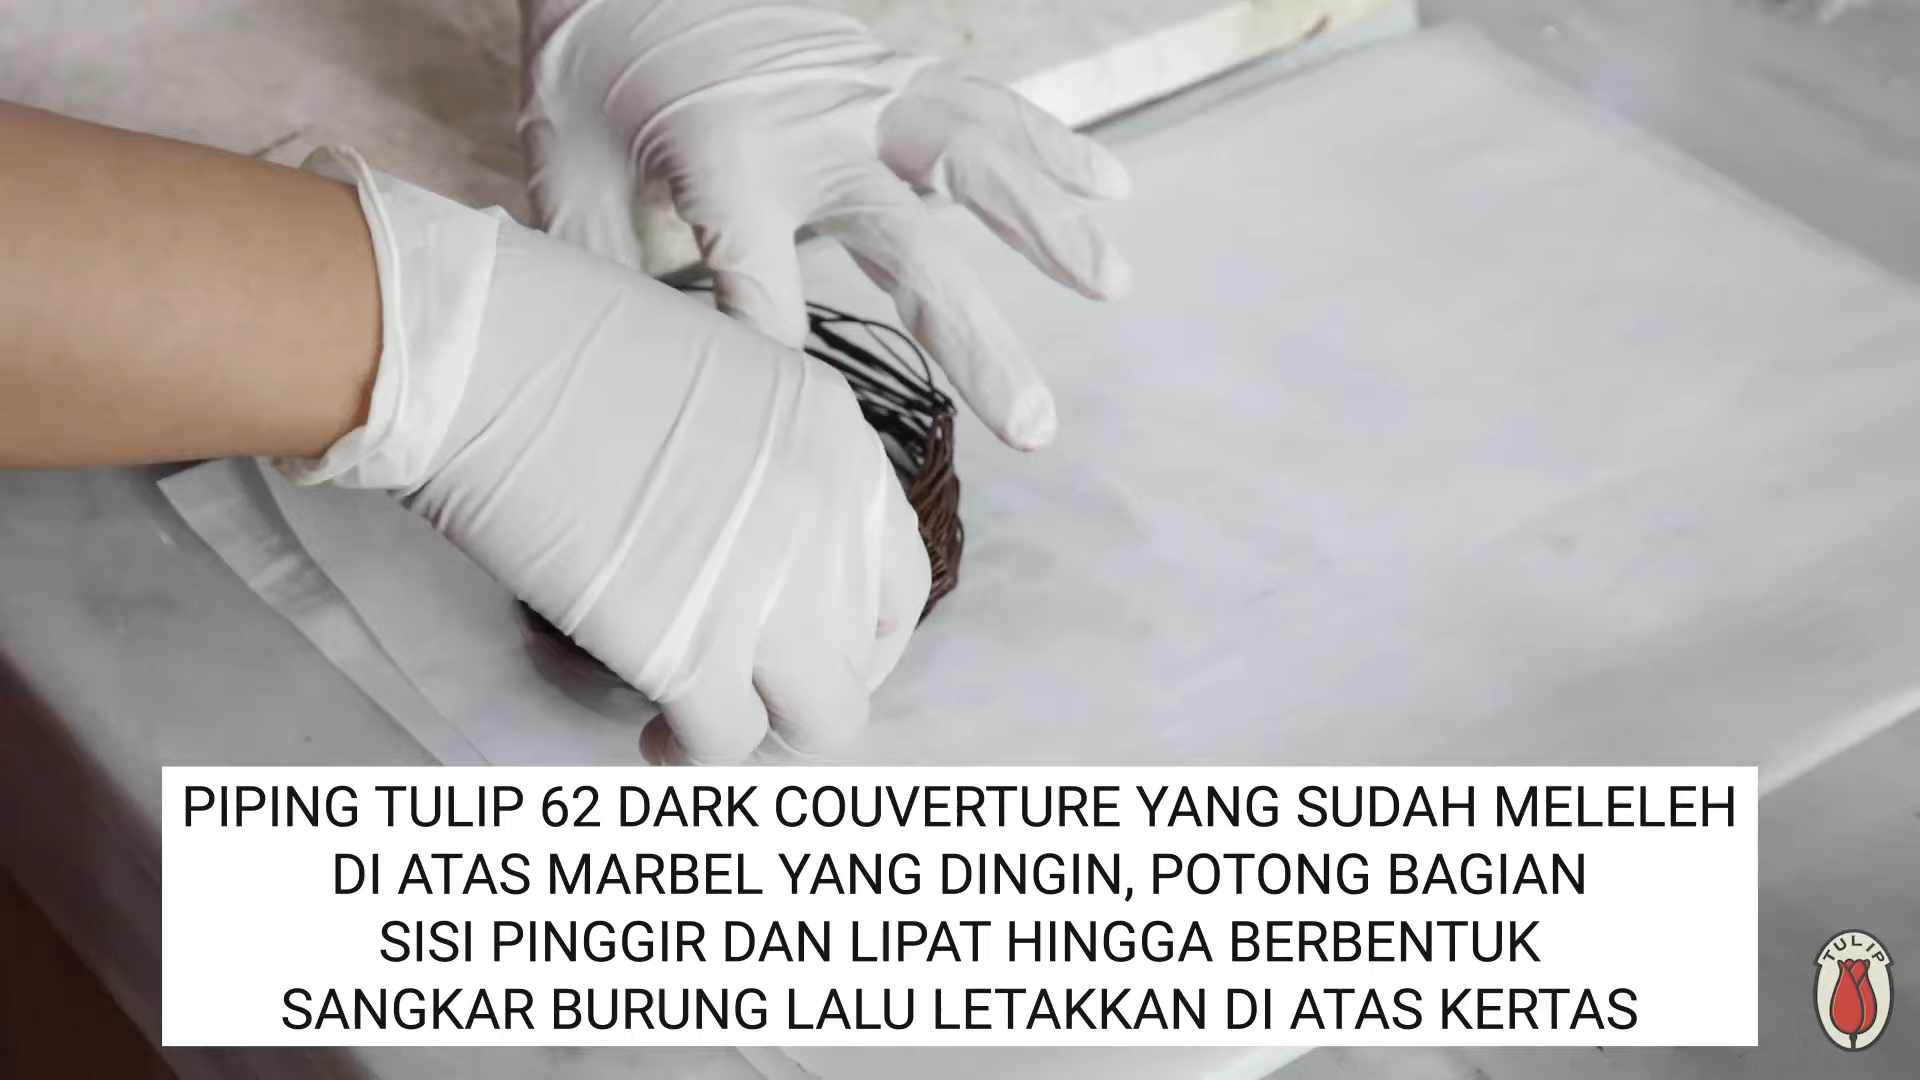 PIPING TULIP 62 DARK COUVERTURE YANG SUDAH MELELEH
DI ATAS MARBEL YANG DINGIN, POTONG BAGIAN
SISI PINGGIR DAN LIPAT HINGGA BERBENTUK
SANGKAR BURUNG LALU LETAKKAN DI ATAS KERTAS
TULIP